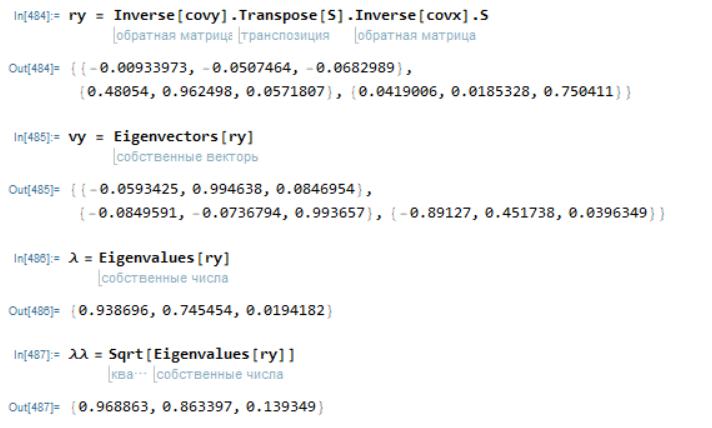 In[484]:= ry = Inverse[covy].Transpose[S].Inverse[covx].S
обратная матрица транспозиция обратная матрица
Out[484]= {{-0.00933973, -0.0507464, -0.0682989},
{0.48054, 0.962498, 0.0571807}, {0.0419006, 0.0185328, 0.750411}}
In[485]:= vy = Eigenvectors[ry]
собственные векторь
Out[485]= {{-0.0593425, 0.994638, 0.0846954},
{-0.0849591, -0.0736794, 0.993657}, {-0.89127, 0.451738, 0.0396349}}
In[486]:= λ = Eigenvalues[ry]
собственные числа
Out[486]= {0.938696, 0.745454, 0.0194182}
In[487]:= λλ = Sqrt[Eigenvalues[ry]]
ква⋯ собственные числа
Out[487]= {0.968863, 0.863397, 0.139349}